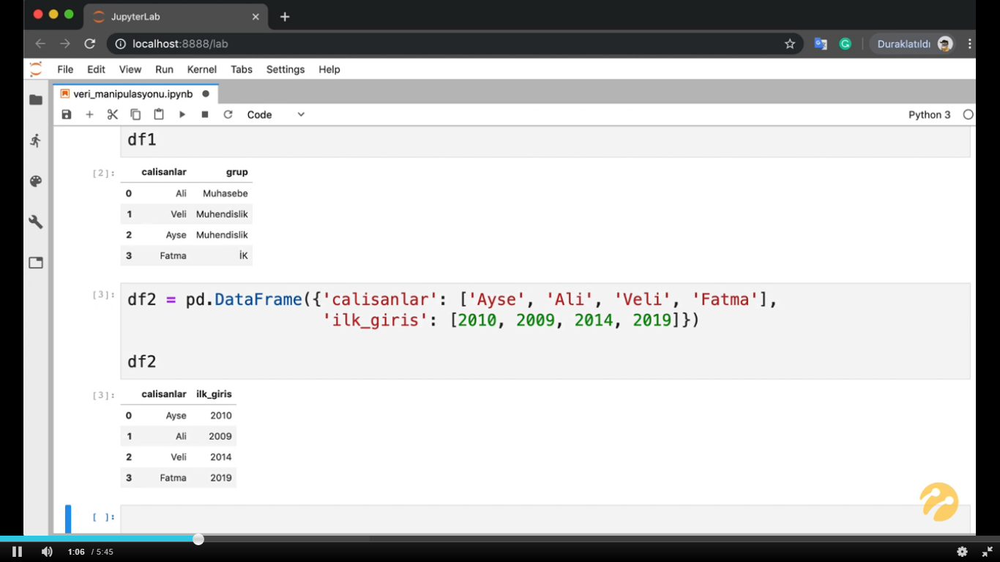 JupyterLab
localhost:8888/lab
Duraklatıldı
File Edit View Run Kernel Tabs Settings Help
veri_manipulasyonu.ipynb
Code
Python 3
df1
[2]:
calisanlar grup
0 Ali Muhasebe
1 Veli Muhendislik
2 Ayse Muhendislik
3 Fatma İK
[3]:
df2 = pd.DataFrame({'calisanlar': ['Ayse', 'Ali', 'Veli', 'Fatma'],
'ilk_giris': [2010, 2009, 2014, 2019]})
df2
[3]:
calisanlar ilk_giris
0 Ayse 2010
1 Ali 2009
2 Veli 2014
3 Fatma 2019
[ ]:
1:06 / 5:45